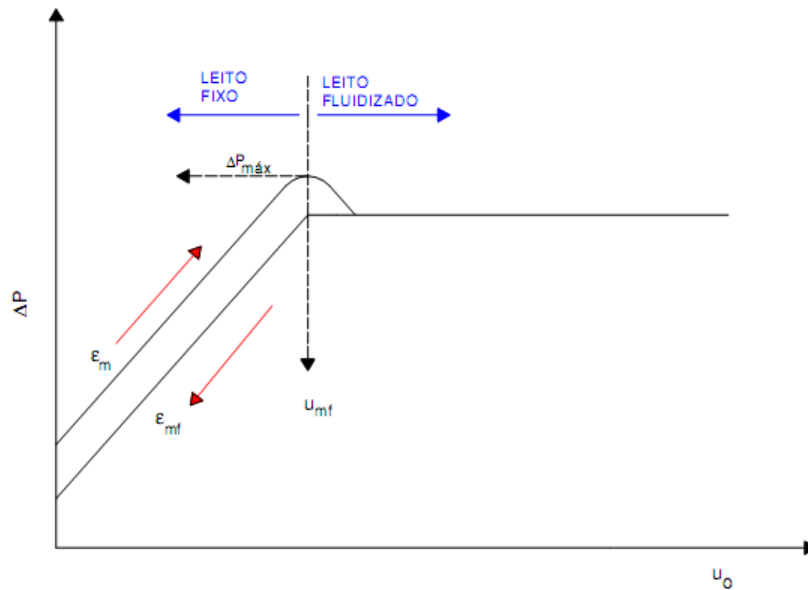 LEITO
FIXO
LEITO
FLUIDIZADO
ΔPmáx
ΔP
εm
εmf
umf
uo